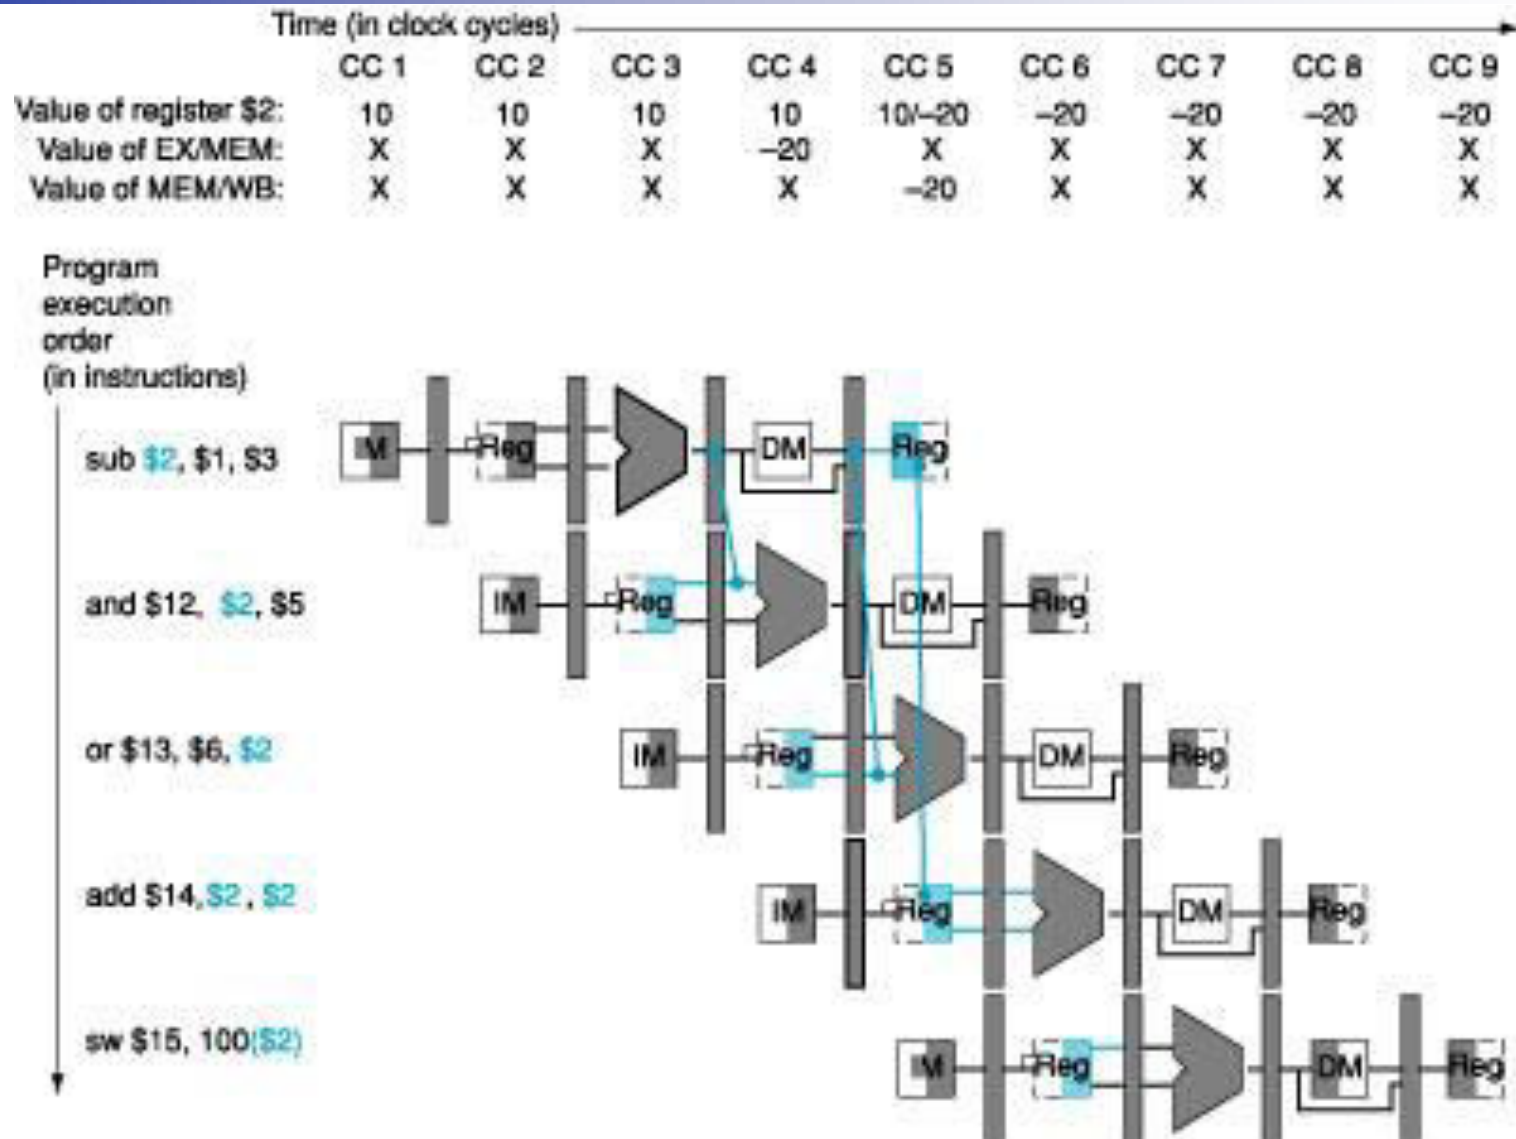 Time (in clock cycles)
CC 1 CC 2 CC 3 CC 4 CC 5 CC 6 CC 7 CC 8 CC 9
Value of register $2: 10 10 10 10 10/–20 –20 –20 –20 –20
Value of EX/MEM: X X X –20 X X X X X
Value of MEM/WB: X X X X –20 X X X X
Program
execution
order
(in instructions)
sub $2, $1, $3
IM Reg DM Reg
and $12, $2, $5
IM Reg DM Reg
or $13, $6, $2
IM Reg DM Reg
add $14,$2, $2
IM Reg DM Reg
sw $15, 100($2)
IM Reg DM Reg